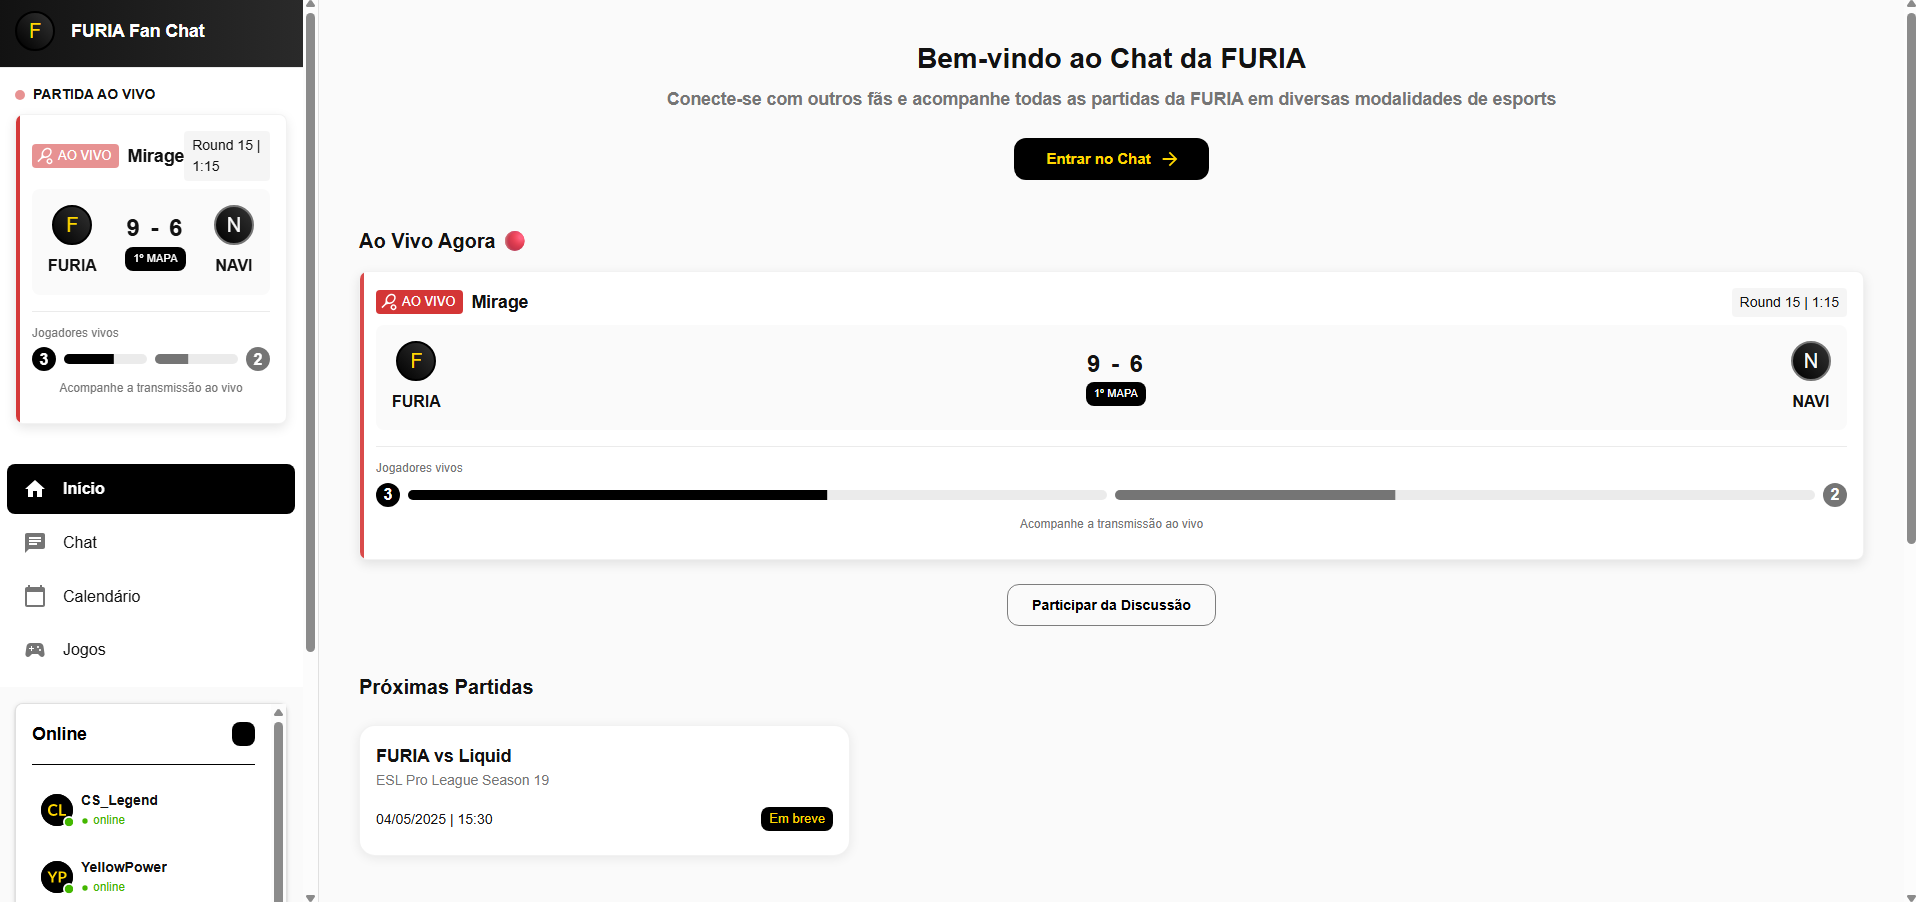 F FURIA Fan Chat
PARTIDA AO VIVO
AO VIVO Mirage Round 15 | 1:15
F 9 - 6 N
1º MAPA
FURIA NAVI
Jogadores vivos
3 2
Acompanhe a transmissão ao vivo
Início
Chat
Calendário
Jogos
Online
CL CS_Legend
online
YP YellowPower
online
Bem-vindo ao Chat da FURIA
Conecte-se com outros fãs e acompanhe todas as partidas da FURIA em diversas modalidades de esports
Entrar no Chat
Ao Vivo Agora
AO VIVO Mirage Round 15 | 1:15
F 9 - 6 N
1º MAPA
FURIA NAVI
Jogadores vivos
3 2
Acompanhe a transmissão ao vivo
Participar da Discussão
Próximas Partidas
FURIA vs Liquid
ESL Pro League Season 19
04/05/2025 | 15:30 Em breve